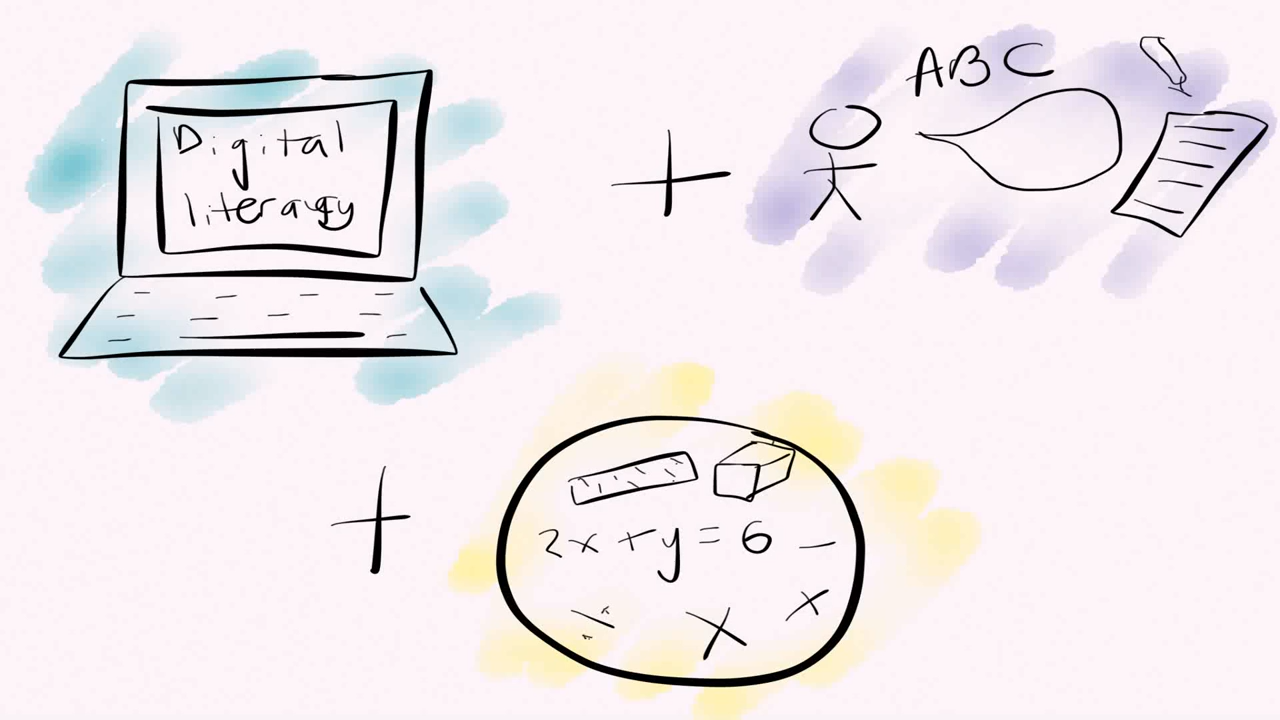 Digital
literacy
+
ABC
+
2x + y = 6 -
÷ x x